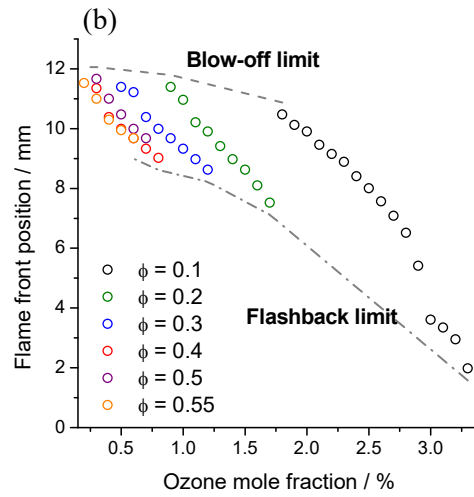 (b)
Blow-off limit
12
10
8
6
4
2
0
Flame front position / mm
ϕ = 0.1
ϕ = 0.2
ϕ = 0.3
ϕ = 0.4
ϕ = 0.5
ϕ = 0.55
Flashback limit
0.5 1.0 1.5 2.0 2.5 3.0
Ozone mole fraction / %